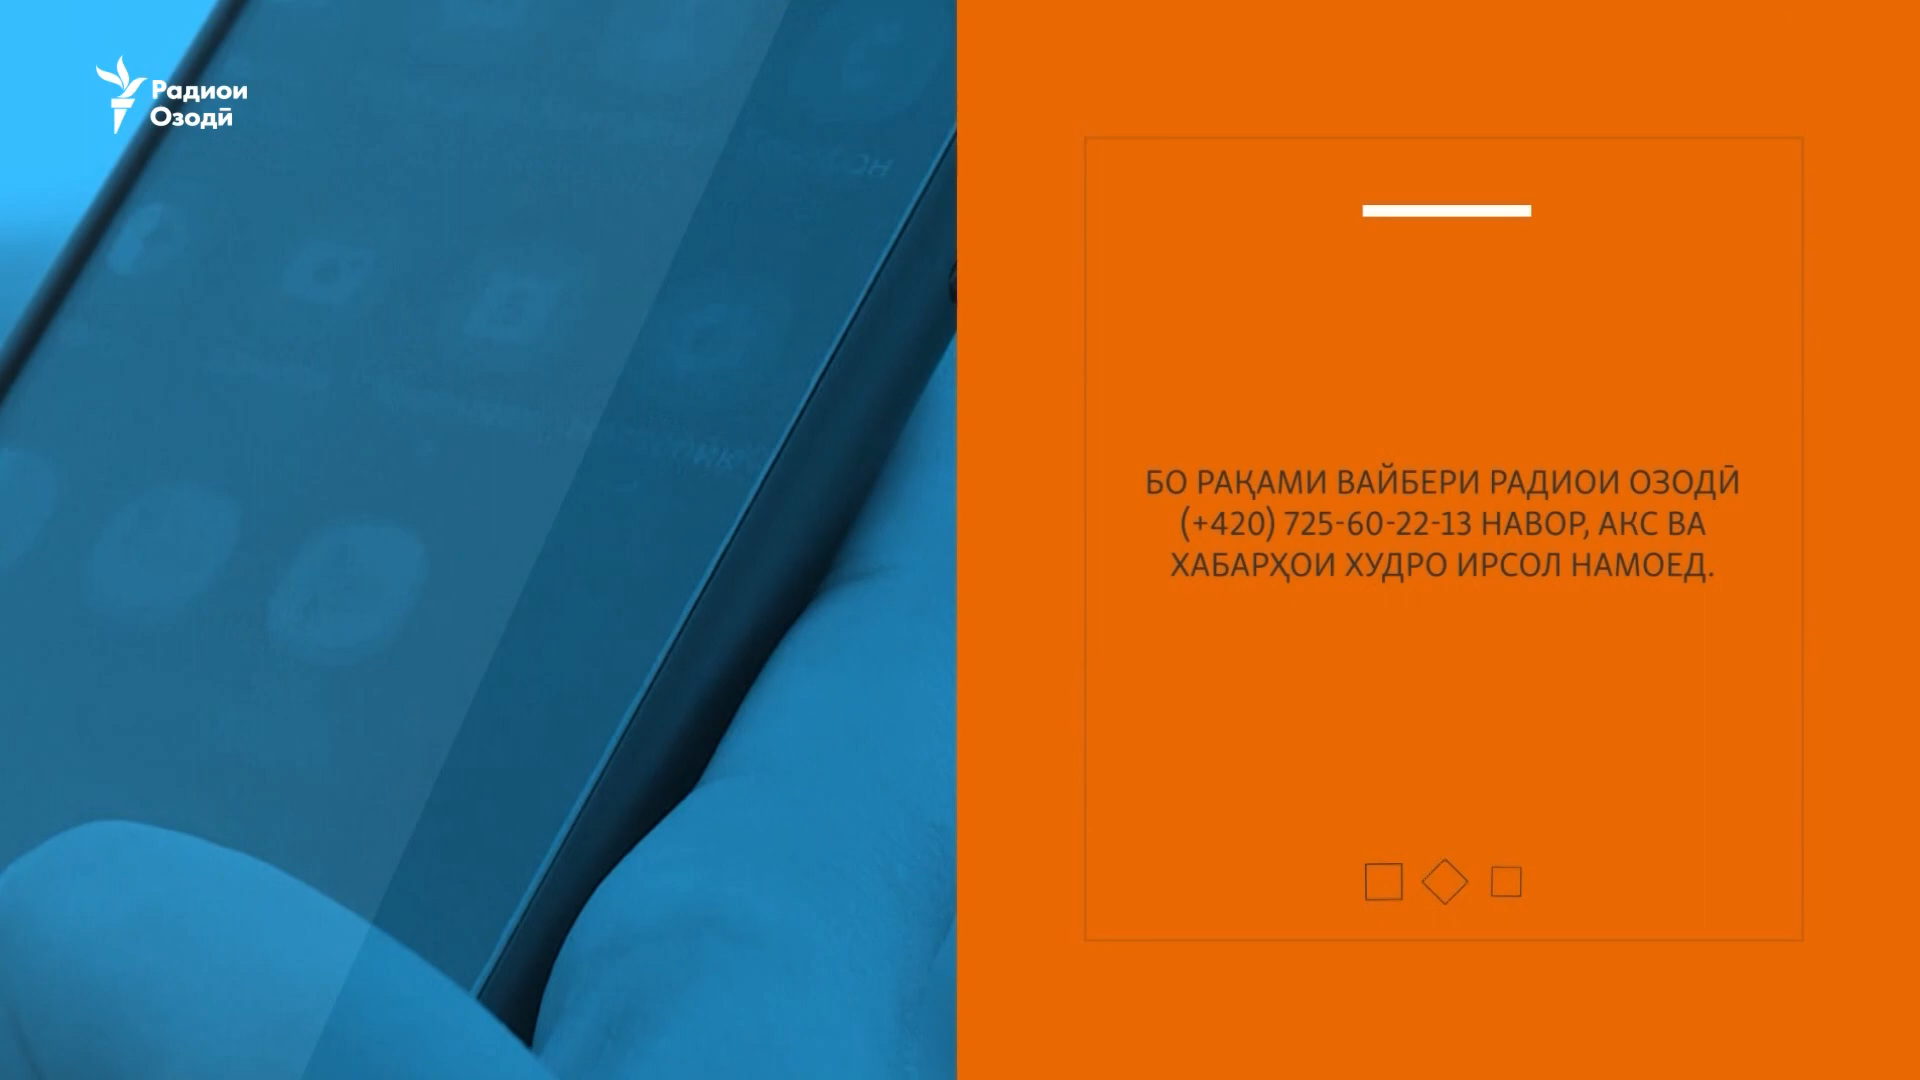 Радиои
Озодӣ
БО РАҚАМИ ВАЙБЕРИ РАДИОИ ОЗОДӢ
(+420) 725-60-22-13 НАВОР, АКС ВА
ХАБАРҲОИ ХУДРО ИРСОЛ НАМОЕД.